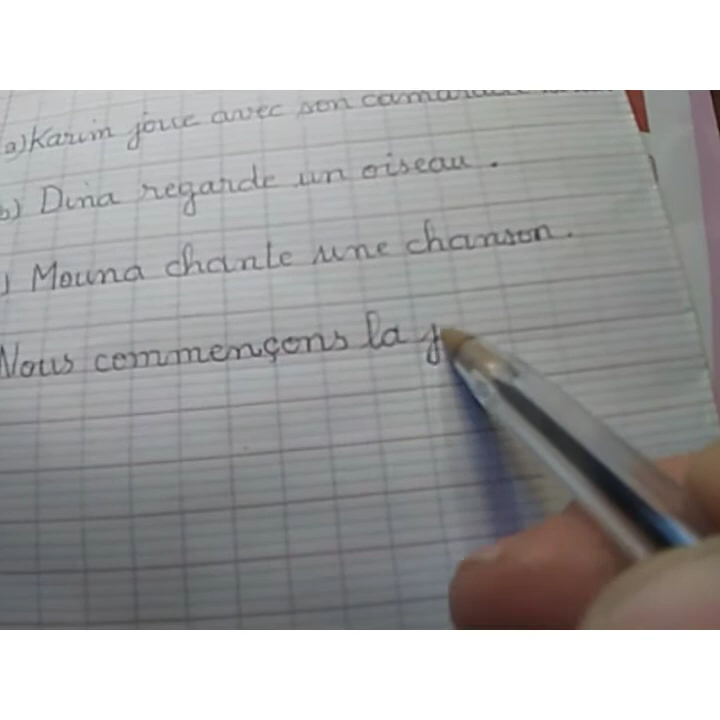 a) Karim joue avec son
b) Dina regarde un oiseau.
) Mouna chante une chanson.
Nous commençons la j